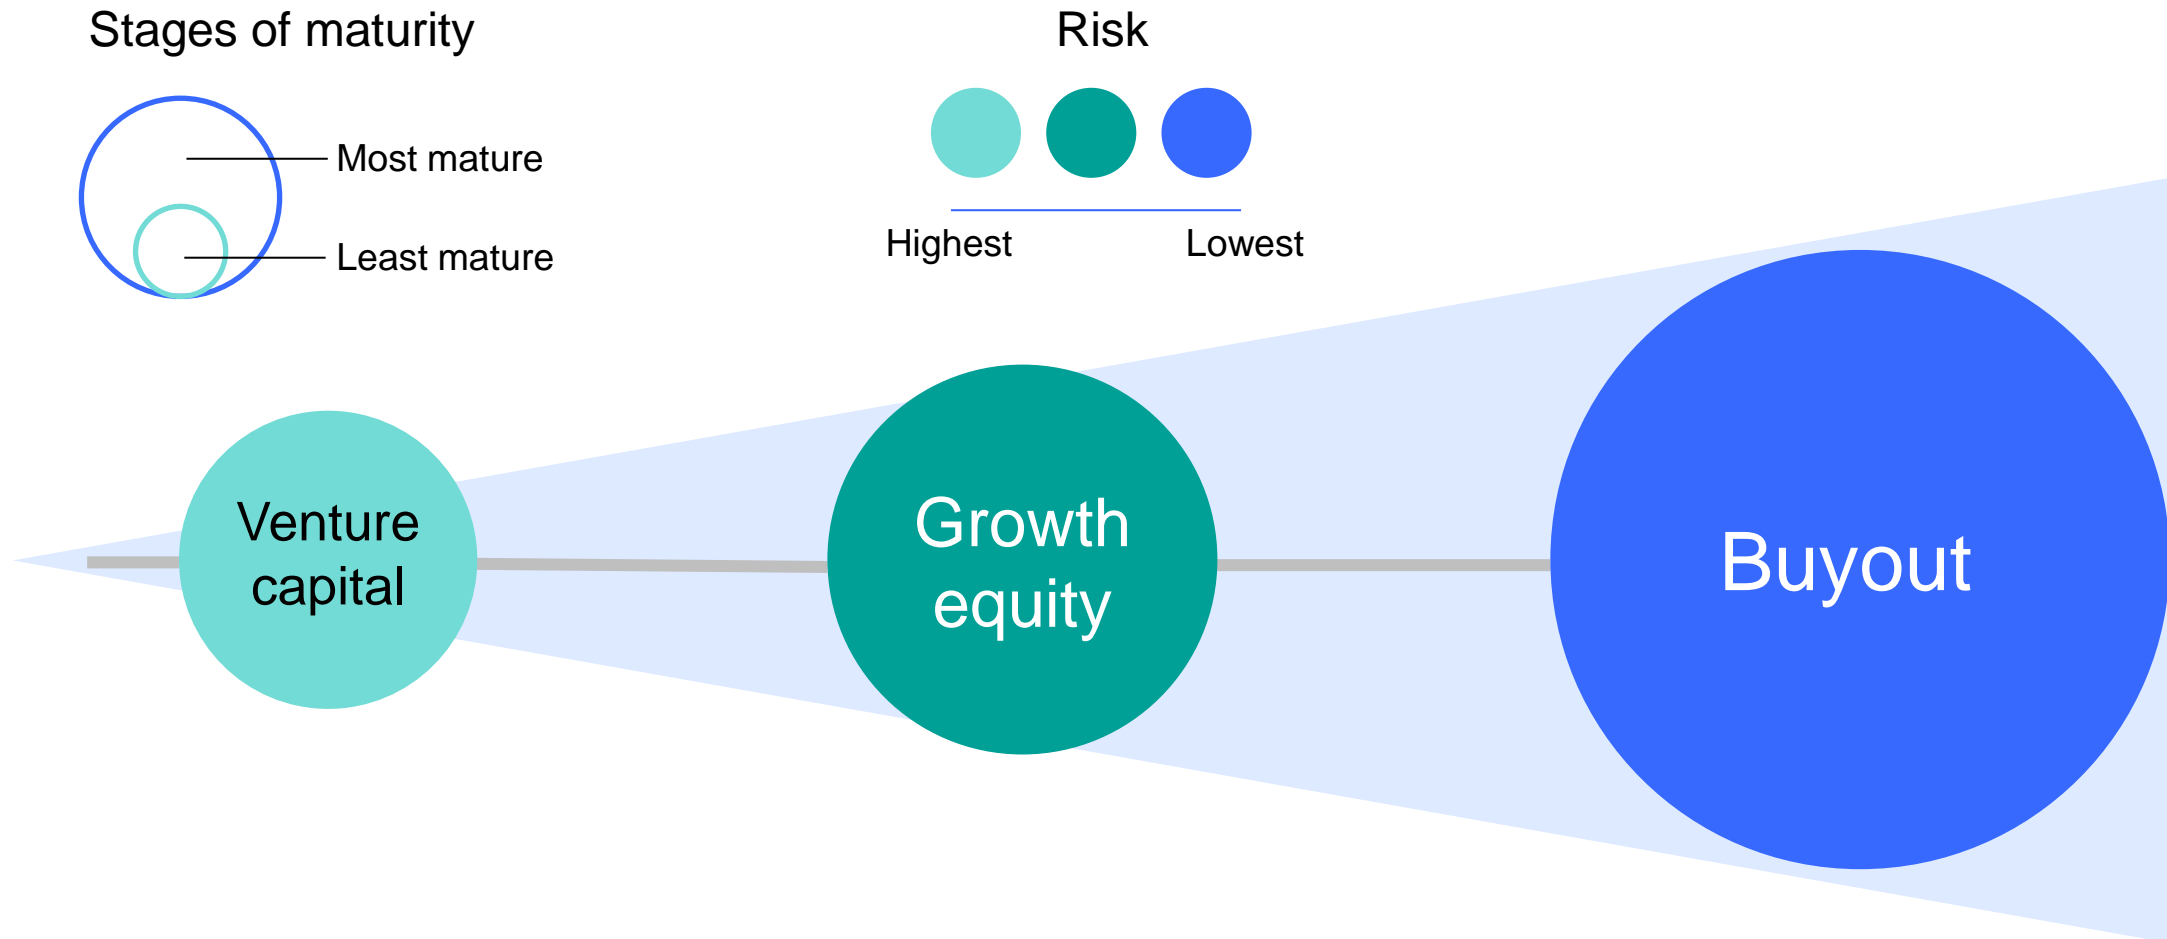 Stages of maturity
Most mature
Least mature
Risk
Highest
Lowest
Venture
capital
Growth
equity
Buyout